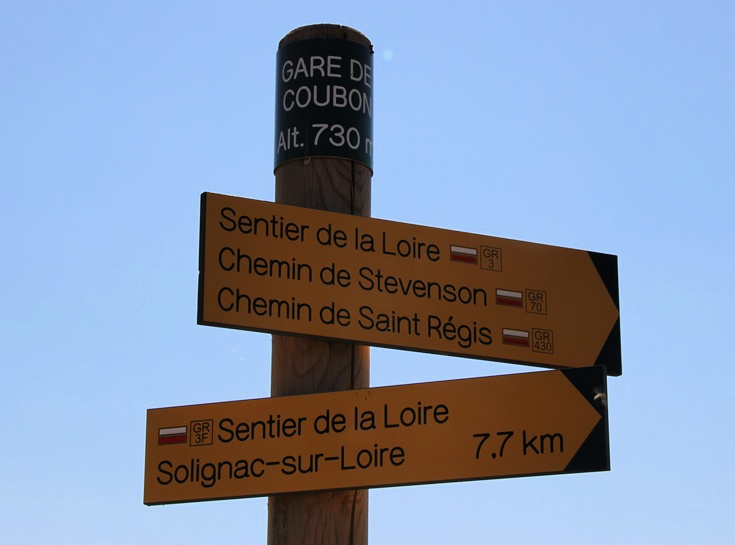 GARE DE
COUBON
Alt. 730 m
Sentier de la Loire GR 3
Chemin de Stevenson GR 70
Chemin de Saint Régis GR 430
GR 3F Sentier de la Loire
Solignac-sur-Loire 7,7 km